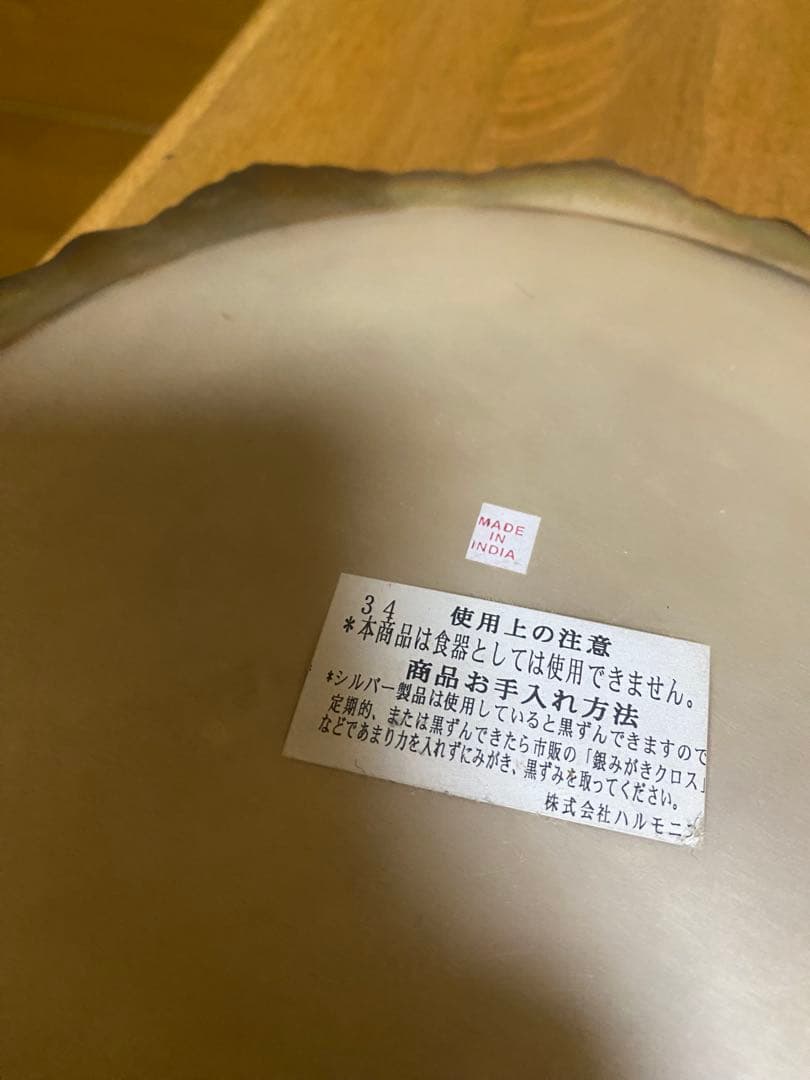 MADE
IN
INDIA
34
使用上の注意
*本商品は食器としては使用できません。
商品お手入れ方法
*シルバー製品は使用していると黒ずんできますので
定期的、または黒ずんできたら市販の「銀みがきクロス」
などであまり力を入れずにみがき、黒ずみを取ってください。
株式会社ハルモニ